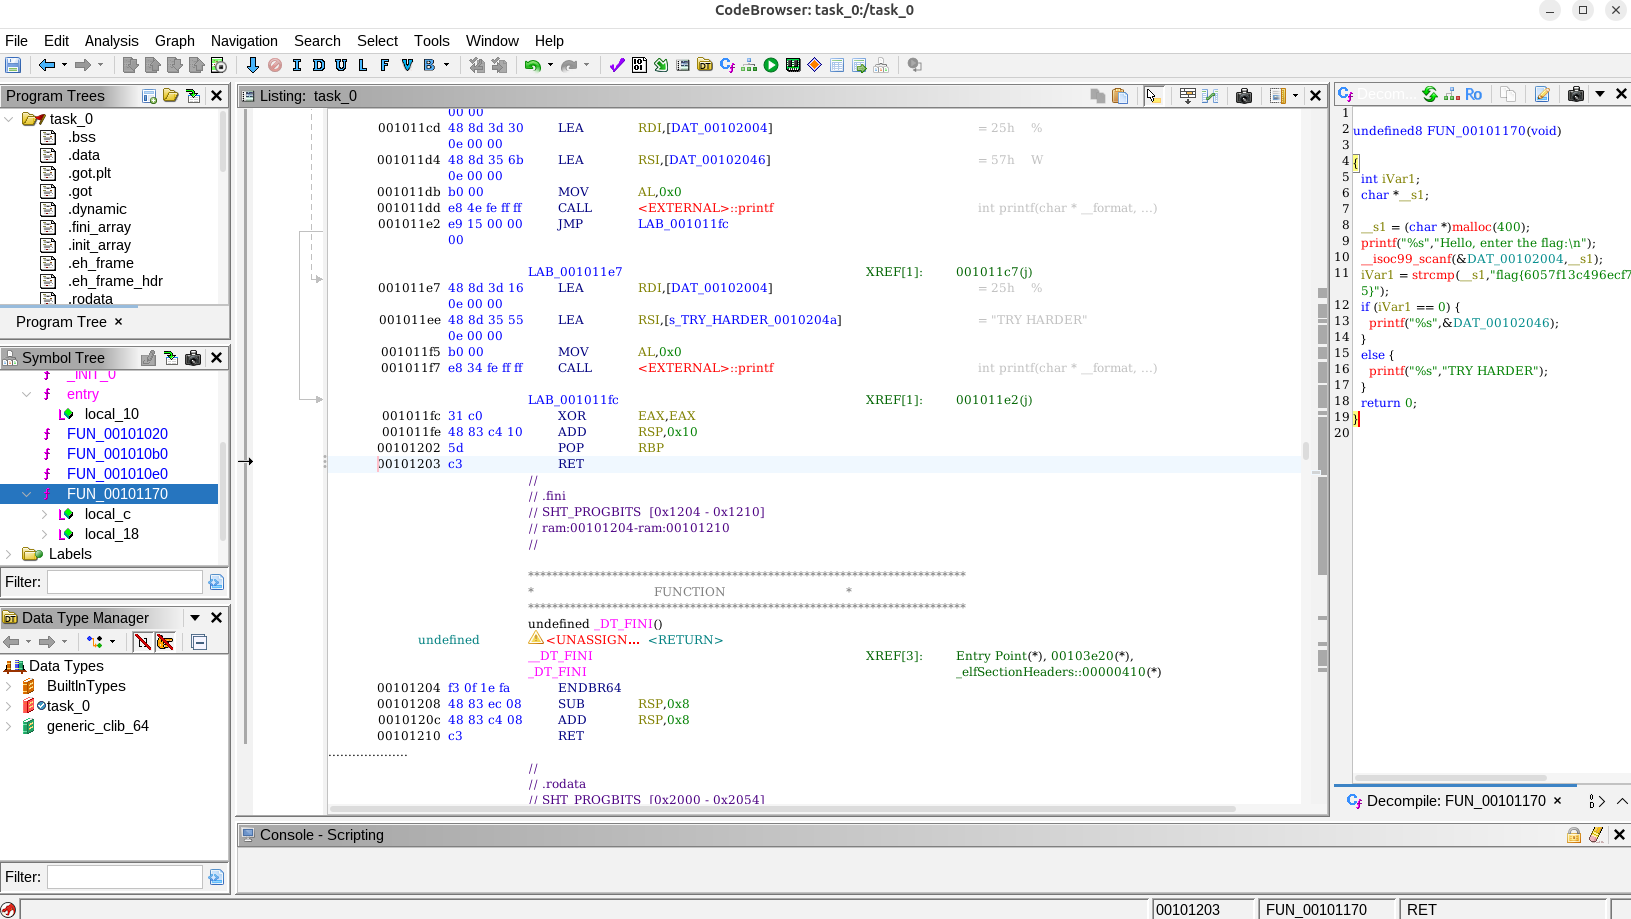 CodeBrowser: task_0:/task_0
File Edit Analysis Graph Navigation Search Select Tools Window Help
I D U L F V B
Program Trees
task_0
.bss
.data
.got.plt
.got
.dynamic
.fini_array
.init_array
.eh_frame
.eh_frame_hdr
.rodata
Program Tree ×
Symbol Tree
_INIT_0
entry
local_10
FUN_00101020
FUN_001010b0
FUN_001010e0
FUN_00101170
local_c
local_18
Labels
Filter:
Data Type Manager
Data Types
BuiltInTypes
task_0
generic_clib_64
Filter:
Listing: task_0
00 00
001011cd 48 8d 3d 30 LEA RDI,[DAT_00102004] = 25h %
0e 00 00
001011d4 48 8d 35 6b LEA RSI,[DAT_00102046] = 57h W
0e 00 00
001011db b0 00 MOV AL,0x0
001011dd e8 4e fe ff ff CALL <EXTERNAL>::printf int printf(char * __format, ...)
001011e2 e9 15 00 00 JMP LAB_001011fc
00
LAB_001011e7 XREF[1]: 001011c7(j)
001011e7 48 8d 3d 16 LEA RDI,[DAT_00102004] = 25h %
0e 00 00
001011ee 48 8d 35 55 LEA RSI,[s_TRY_HARDER_0010204a] = "TRY HARDER"
0e 00 00
001011f5 b0 00 MOV AL,0x0
001011f7 e8 34 fe ff ff CALL <EXTERNAL>::printf int printf(char * __format, ...)
LAB_001011fc XREF[1]: 001011e2(j)
001011fc 31 c0 XOR EAX,EAX
001011fe 48 83 c4 10 ADD RSP,0x10
00101202 5d POP RBP
00101203 c3 RET
//
// .fini
// SHT_PROGBITS [0x1204 - 0x1210]
// ram:00101204-ram:00101210
//
*************************************************************************
* FUNCTION *
*************************************************************************
undefined _DT_FINI()
undefined <UNASSIGN... <RETURN>
__DT_FINI XREF[3]: Entry Point(*), 00103e20(*),
_DT_FINI _elfSectionHeaders::00000410(*)
00101204 f3 0f 1e fa ENDBR64
00101208 48 83 ec 08 SUB RSP,0x8
0010120c 48 83 c4 08 ADD RSP,0x8
00101210 c3 RET
//
// .rodata
// SHT_PROGBITS [0x2000 - 0x2054]
Ro
1
2 undefined8 FUN_00101170(void)
3
4 {
5 int iVar1;
6 char *__s1;
7
8 __s1 = (char *)malloc(400);
9 printf("%s","Hello, enter the flag:\n");
10 __isoc99_scanf(&DAT_00102004,__s1);
11 iVar1 = strcmp(__s1,"flag{6057f13c496ecf7
5}");
12 if (iVar1 == 0) {
13 printf("%s",&DAT_00102046);
14 }
15 else {
16 printf("%s","TRY HARDER");
17 }
18 return 0;
19 }
20
Decompile: FUN_00101170 ×
Console - Scripting
00101203 FUN_00101170 RET